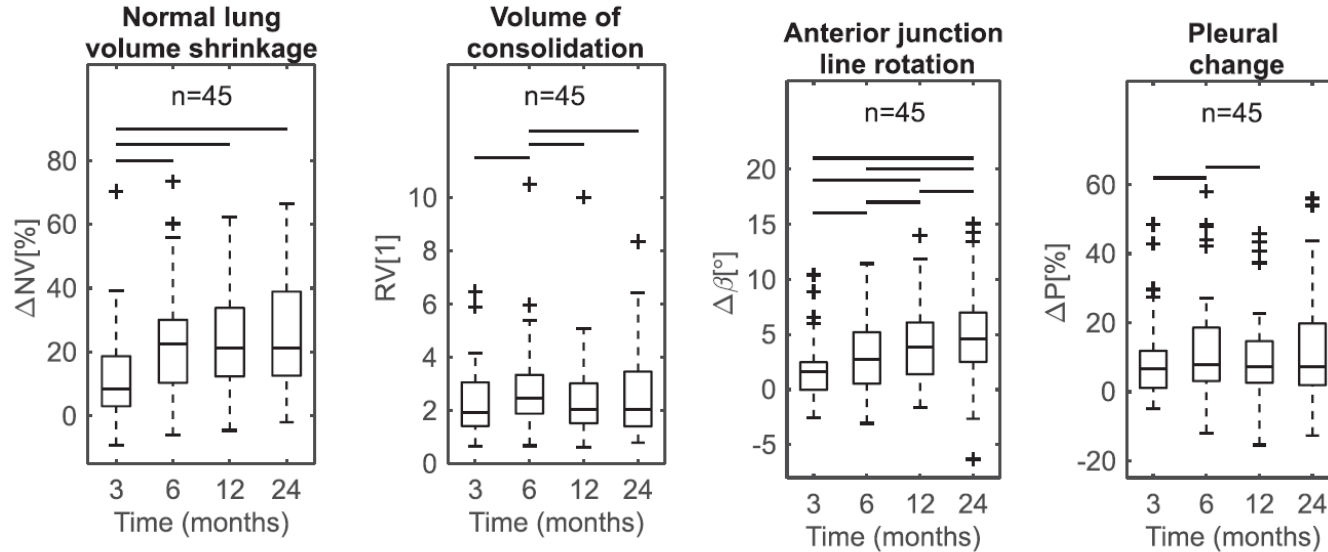 Normal lung
volume shrinkage
n=45
80
60
40
20
0
ΔNV[%]
3 6 12 24
Time (months)
Volume of
consolidation
n=45
10
8
6
4
2
0
RV[1]
3 6 12 24
Time (months)
Anterior junction
line rotation
n=45
20
15
10
5
0
-5
Δβ[°]
3 6 12 24
Time (months)
Pleural
change
n=45
60
40
20
0
-20
ΔP[%]
3 6 12 24
Time (months)